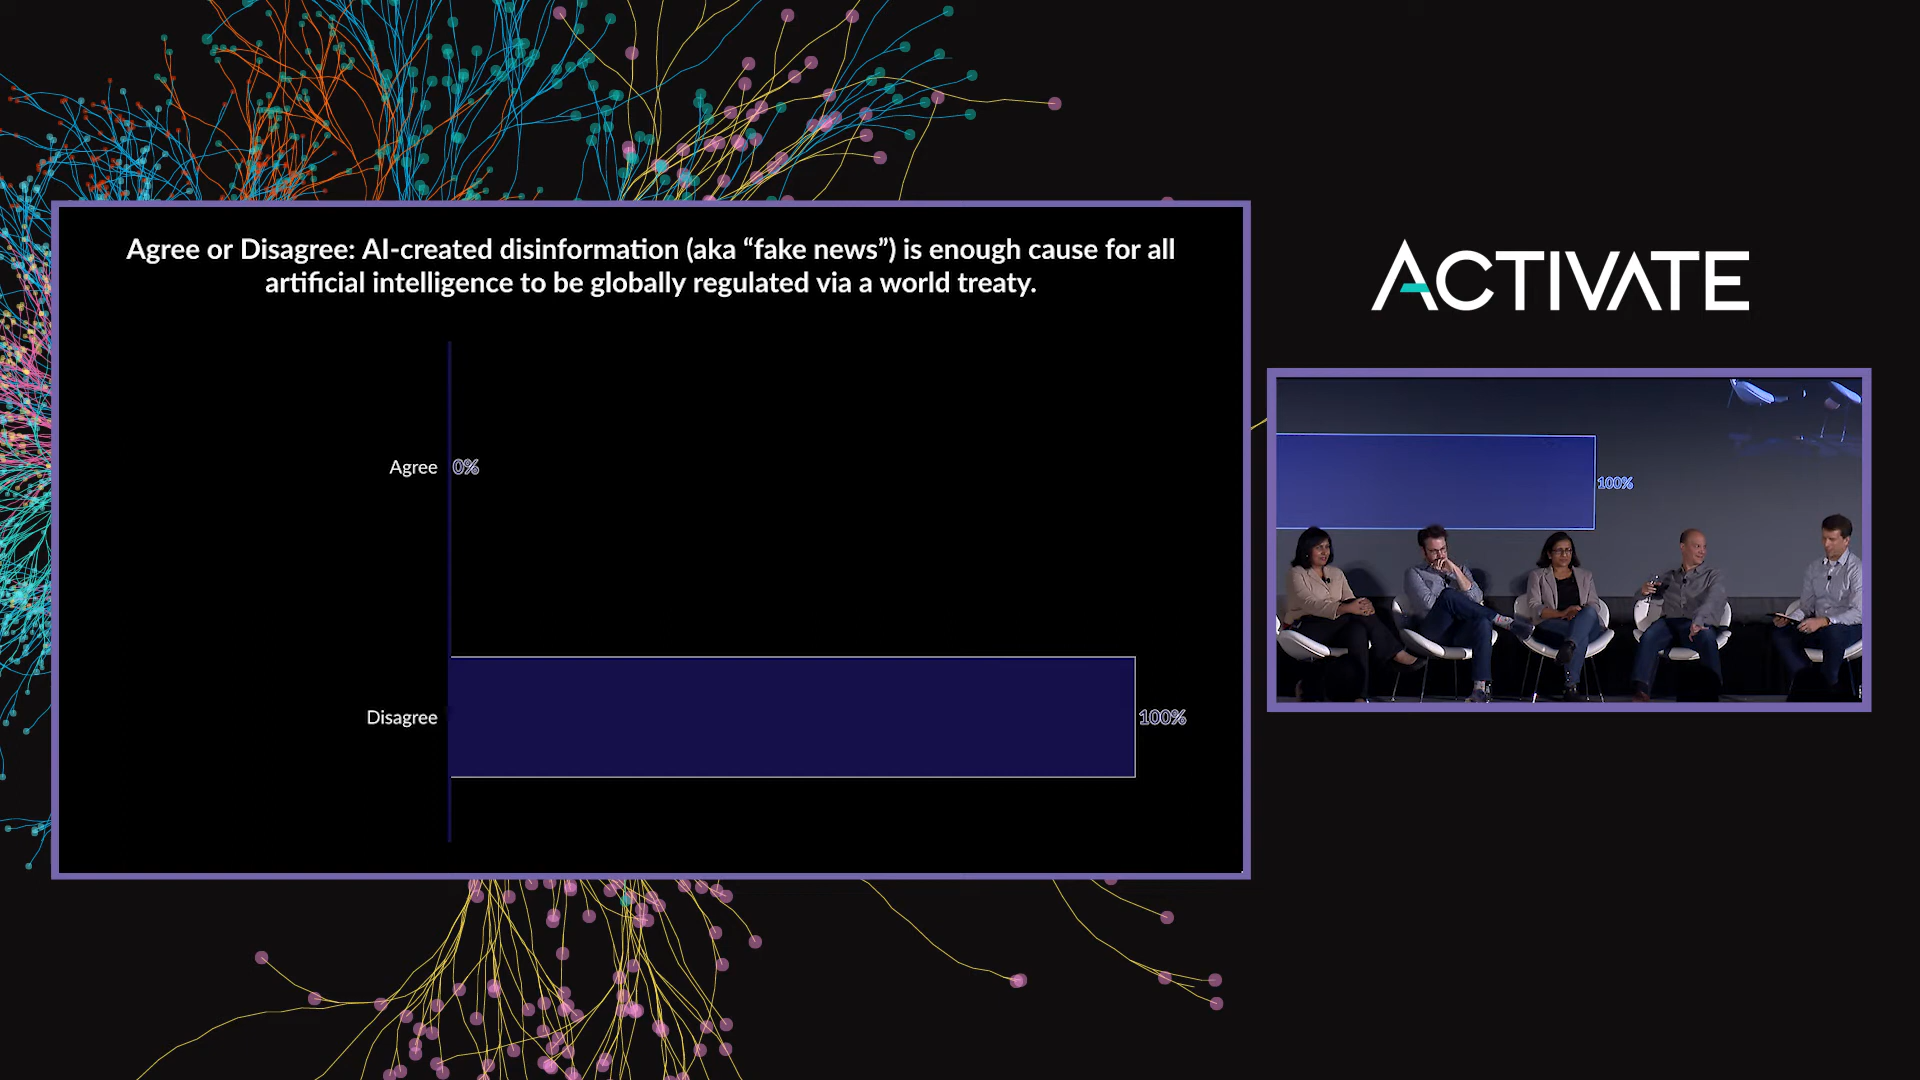 Agree or Disagree: AI-created disinformation (aka “fake news”) is enough cause for all
artificial intelligence to be globally regulated via a world treaty.
Agree 0%
Disagree 100%
ACTIVATE
100%